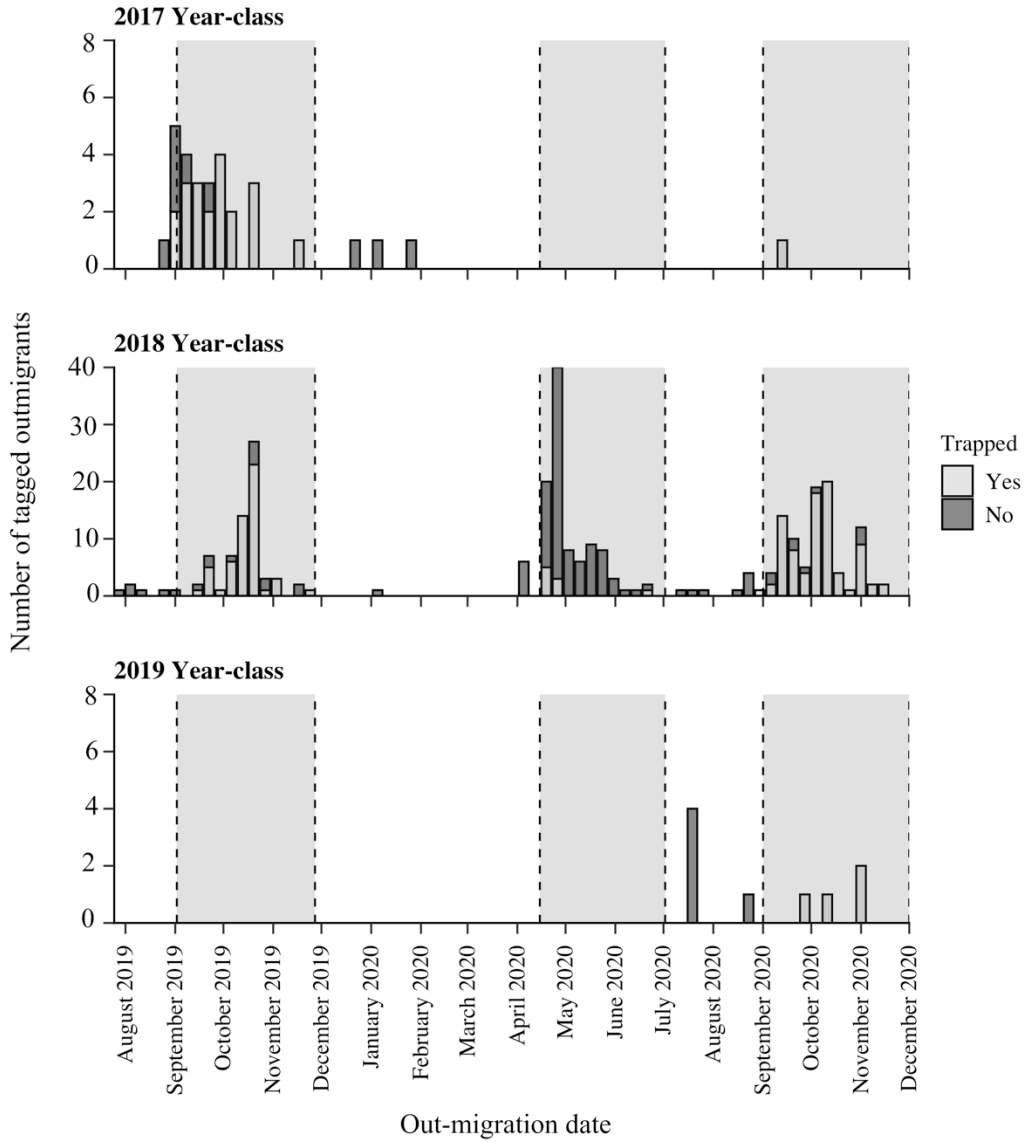 2017 Year-class
8
6
4
2
0
2018 Year-class
40
30
20
10
0
2019 Year-class
8
6
4
2
0
Number of tagged outmigrants
Trapped
Yes
No
August 2019
September 2019
October 2019
November 2019
December 2019
January 2020
February 2020
March 2020
April 2020
May 2020
June 2020
July 2020
August 2020
September 2020
October 2020
November 2020
December 2020
Out-migration date